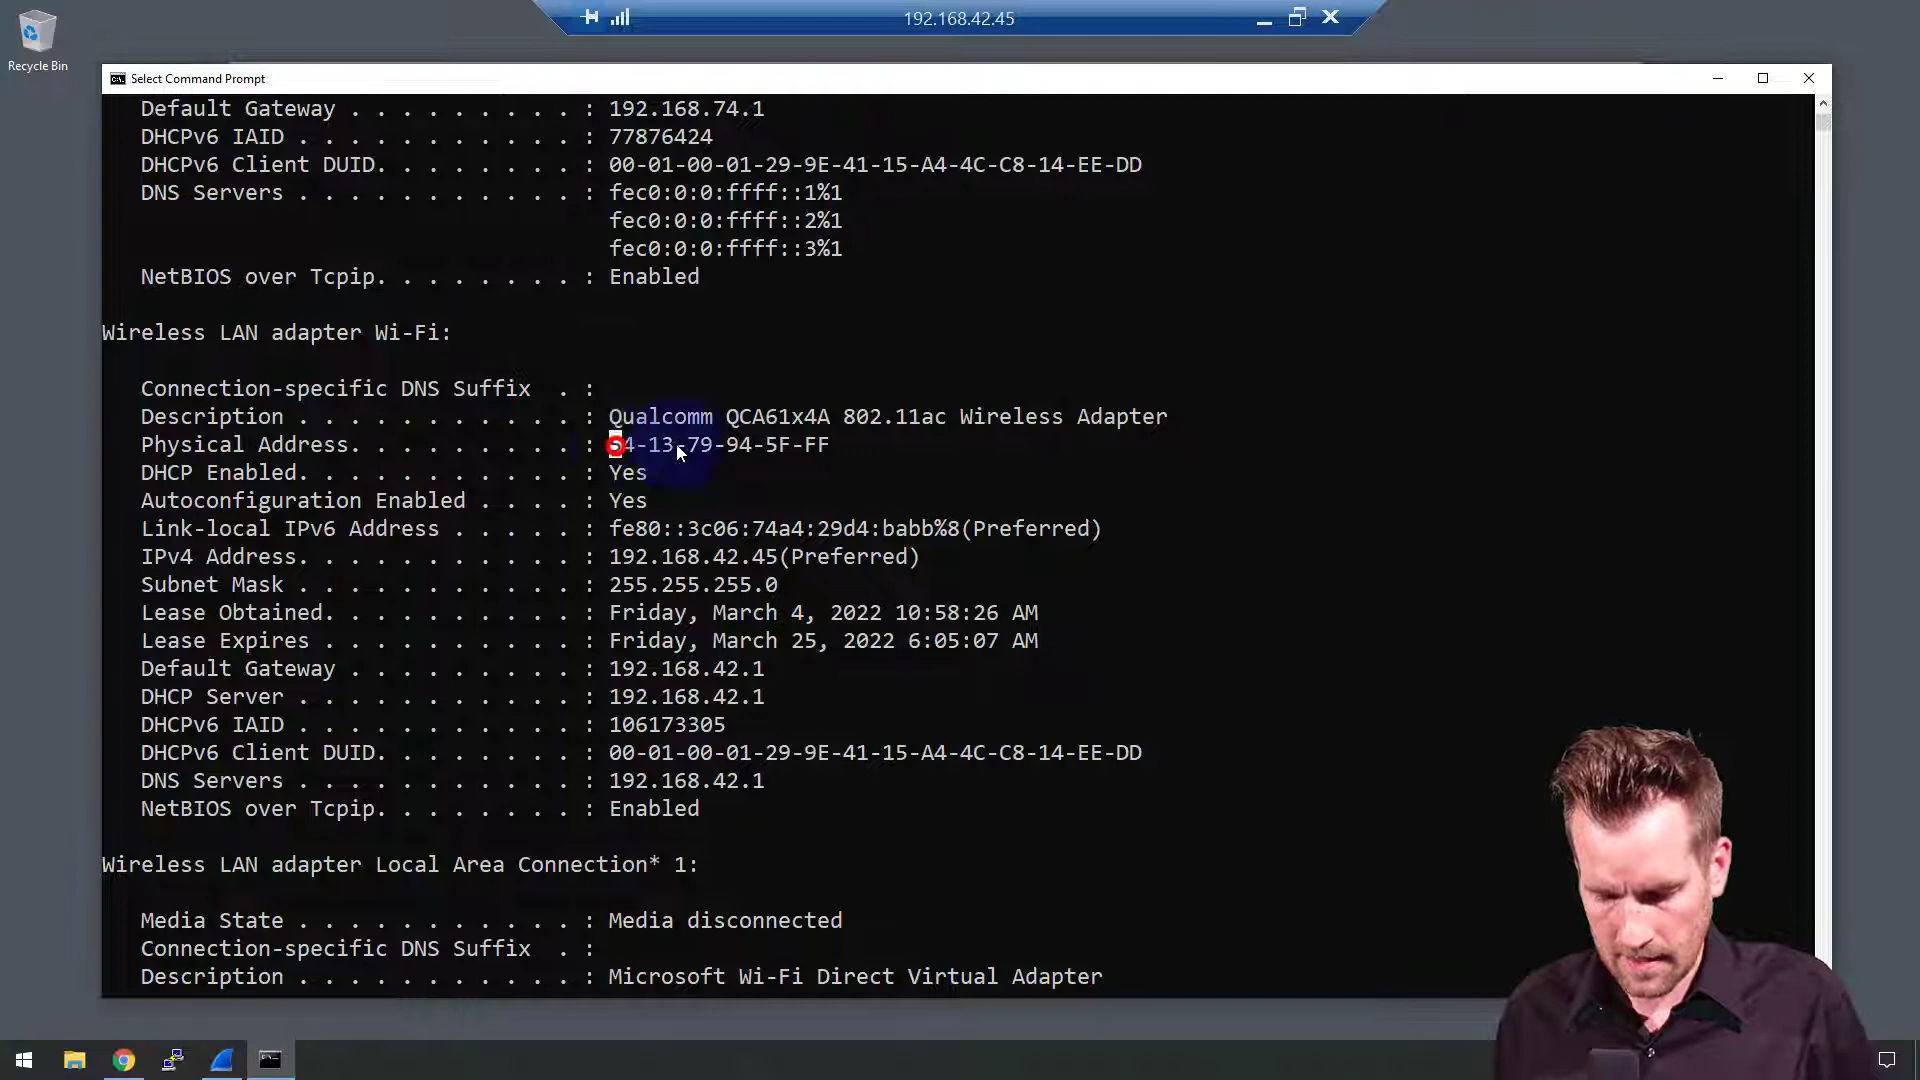 192.168.42.45
Recycle Bin
Select Command Prompt
Default Gateway . . . . . . . . . : 192.168.74.1
DHCPv6 IAID . . . . . . . . . . . : 77876424
DHCPv6 Client DUID. . . . . . . . : 00-01-00-01-29-9E-41-15-A4-4C-C8-14-EE-DD
DNS Servers . . . . . . . . . . . : fec0:0:0:ffff::1%1
fec0:0:0:ffff::2%1
fec0:0:0:ffff::3%1
NetBIOS over Tcpip. . . . . . . . : Enabled
Wireless LAN adapter Wi-Fi:
Connection-specific DNS Suffix . :
Description . . . . . . . . . . . : Qualcomm QCA61x4A 802.11ac Wireless Adapter
Physical Address. . . . . . . . . : 54-13-79-94-5F-FF
DHCP Enabled. . . . . . . . . . . : Yes
Autoconfiguration Enabled . . . . : Yes
Link-local IPv6 Address . . . . . : fe80::3c06:74a4:29d4:babb%8(Preferred)
IPv4 Address. . . . . . . . . . . : 192.168.42.45(Preferred)
Subnet Mask . . . . . . . . . . . : 255.255.255.0
Lease Obtained. . . . . . . . . . : Friday, March 4, 2022 10:58:26 AM
Lease Expires . . . . . . . . . . : Friday, March 25, 2022 6:05:07 AM
Default Gateway . . . . . . . . . : 192.168.42.1
DHCP Server . . . . . . . . . . . : 192.168.42.1
DHCPv6 IAID . . . . . . . . . . . : 106173305
DHCPv6 Client DUID. . . . . . . . : 00-01-00-01-29-9E-41-15-A4-4C-C8-14-EE-DD
DNS Servers . . . . . . . . . . . : 192.168.42.1
NetBIOS over Tcpip. . . . . . . . : Enabled
Wireless LAN adapter Local Area Connection* 1:
Media State . . . . . . . . . . . : Media disconnected
Connection-specific DNS Suffix . :
Description . . . . . . . . . . . : Microsoft Wi-Fi Direct Virtual Adapter